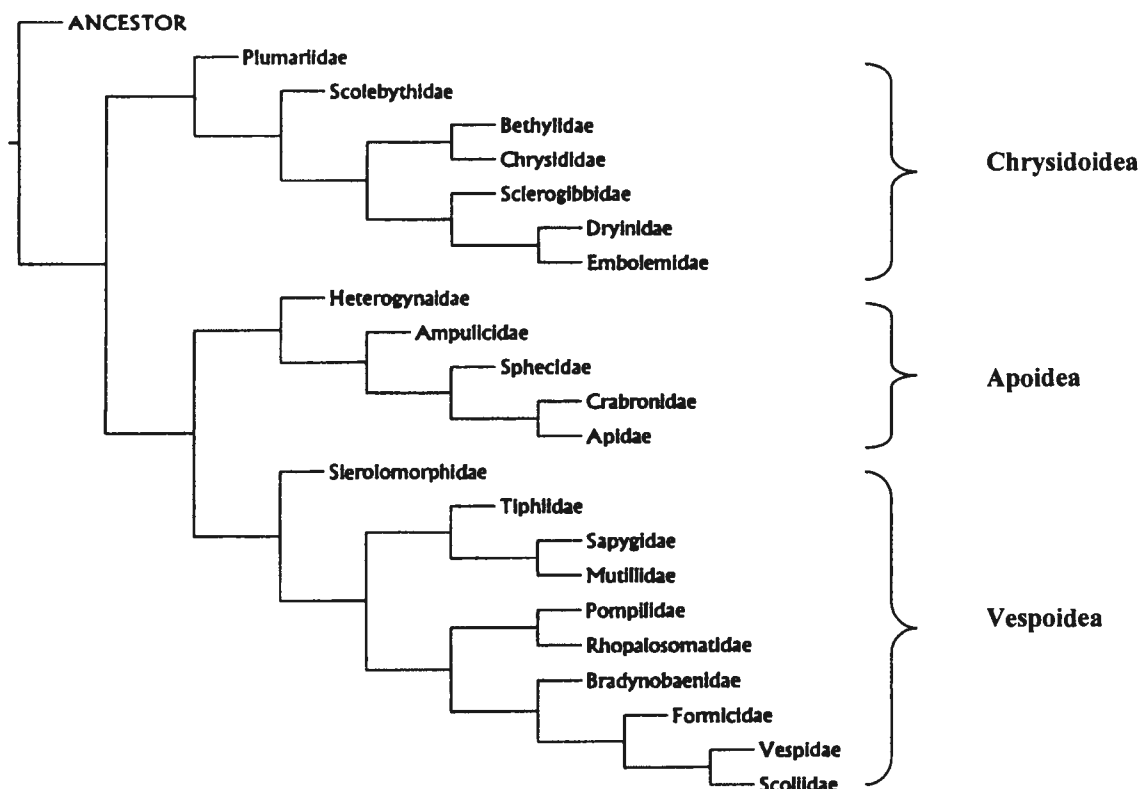 ANCESTOR
Plumariidae
Scolebythidae
Bethylidae
Chrysididae
Sclerogibbidae
Dryinidae
Embolemidae
Chrysidoidea
Heterogynaidae
Ampulicidae
Sphecidae
Crabronidae
Apidae
Apoidea
Sierolomorphidae
Tiphiidae
Sapygidae
Mutillidae
Pompilidae
Rhopalosomatidae
Bradynobaenidae
Formicidae
Vespidae
Scoliidae
Vespoidea